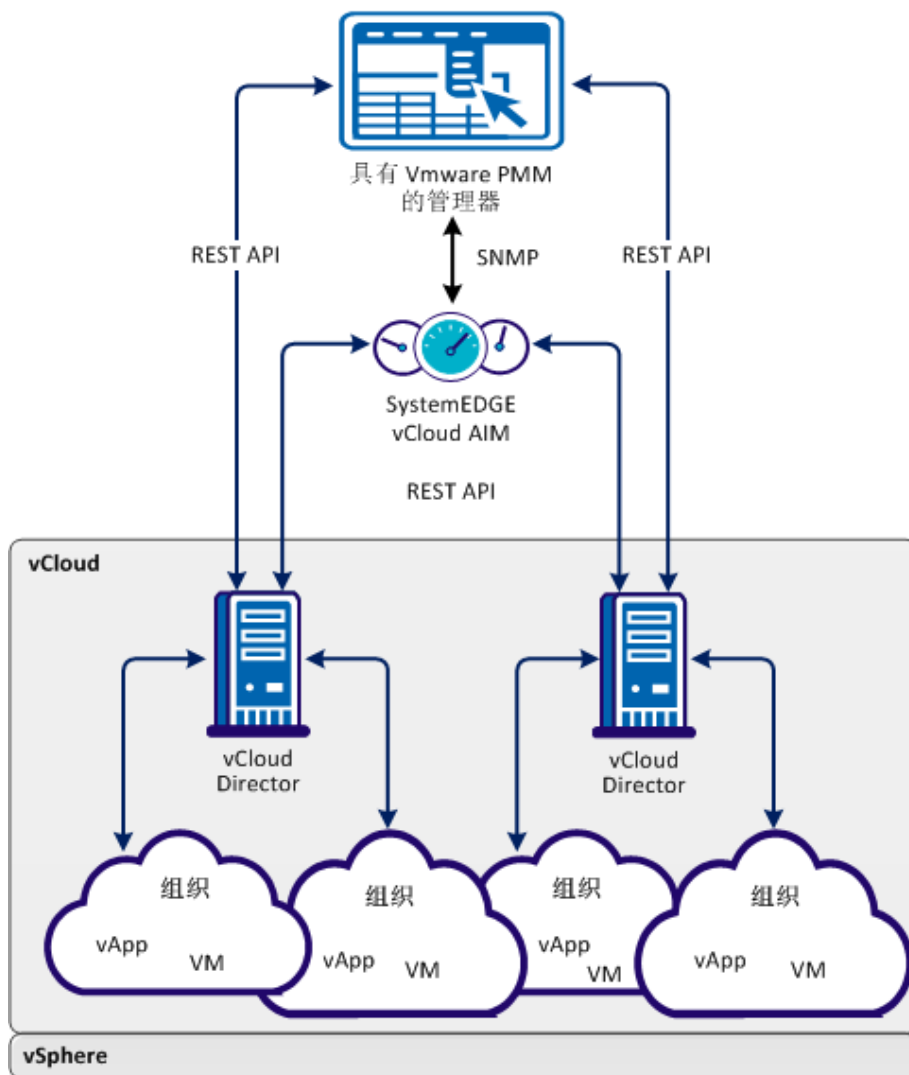 具有 Vmware PMM
的管理器
REST API
SNMP
REST API
SystemEDGE
vCloud AIM
REST API
vCloud
vCloud
Director
vCloud
Director
组织
vApp
VM
组织
vApp
VM
组织
vApp
VM
组织
vApp
VM
vSphere